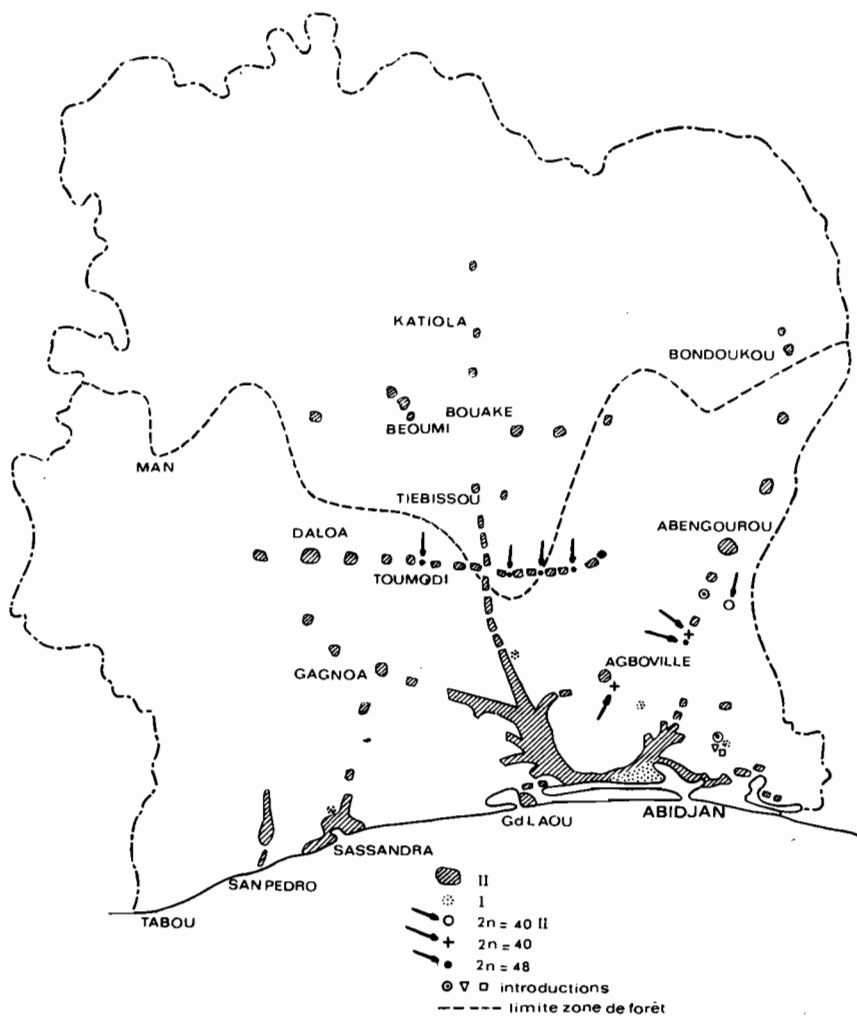 KATIOLA
BONDOUKOU
BOUAKE
BEOUMI
MAN
TIEBISSOU
ABENGOUROU
DALOA
TOUMODI
AGBOVILLE
GAGNOA
Gd LAOU
ABIDJAN
SASSANDRA
SAN PEDRO
TABOU
II
I
2n = 40 II
2n = 40
2n = 48
introductions
limite zone de forêt